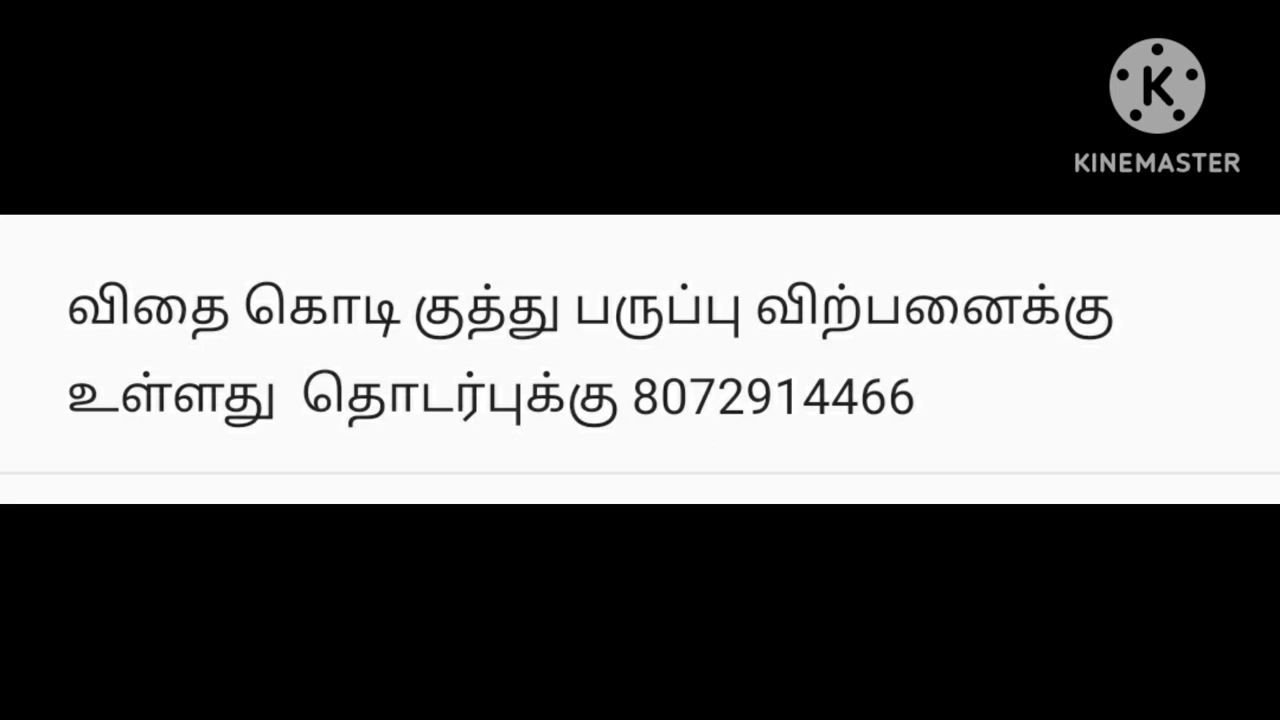 KINEMASTER
விதை கொடி குத்து பருப்பு விற்பனைக்கு
உள்ளது தொடர்புக்கு 8072914466